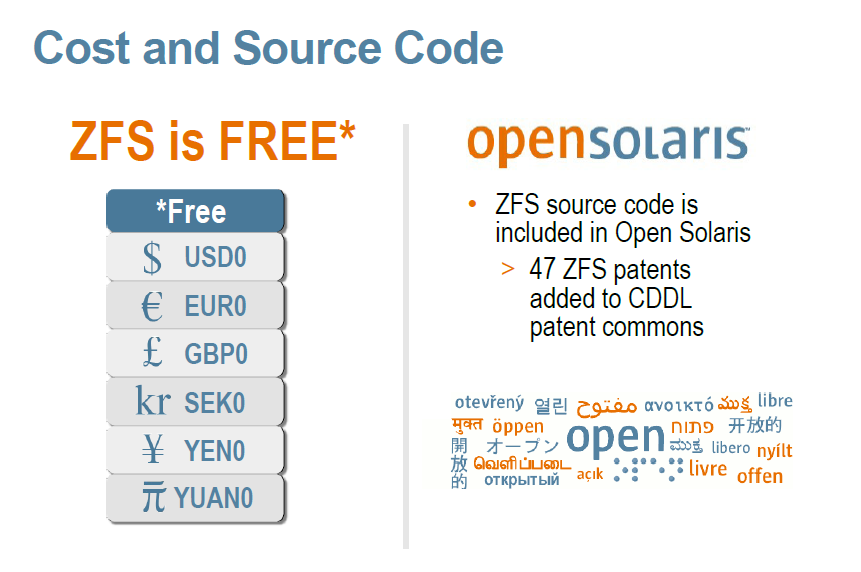 Cost and Source Code
ZFS is FREE*
*Free
$ USD0
€ EUR0
£ GBP0
kr SEK0
¥ YEN0
元 YUAN0
opensolaris™
• ZFS source code is
included in Open Solaris
> 47 ZFS patents
added to CDDL
patent commons
otevřený 열린 مفتوح ανοικτό ముక్త libre
मुक्त öppen open פתוח 开放的
開放的 オープン ಮುಕ್ತ libero nyílt
வெளிப்படை livre
открытый açık offen